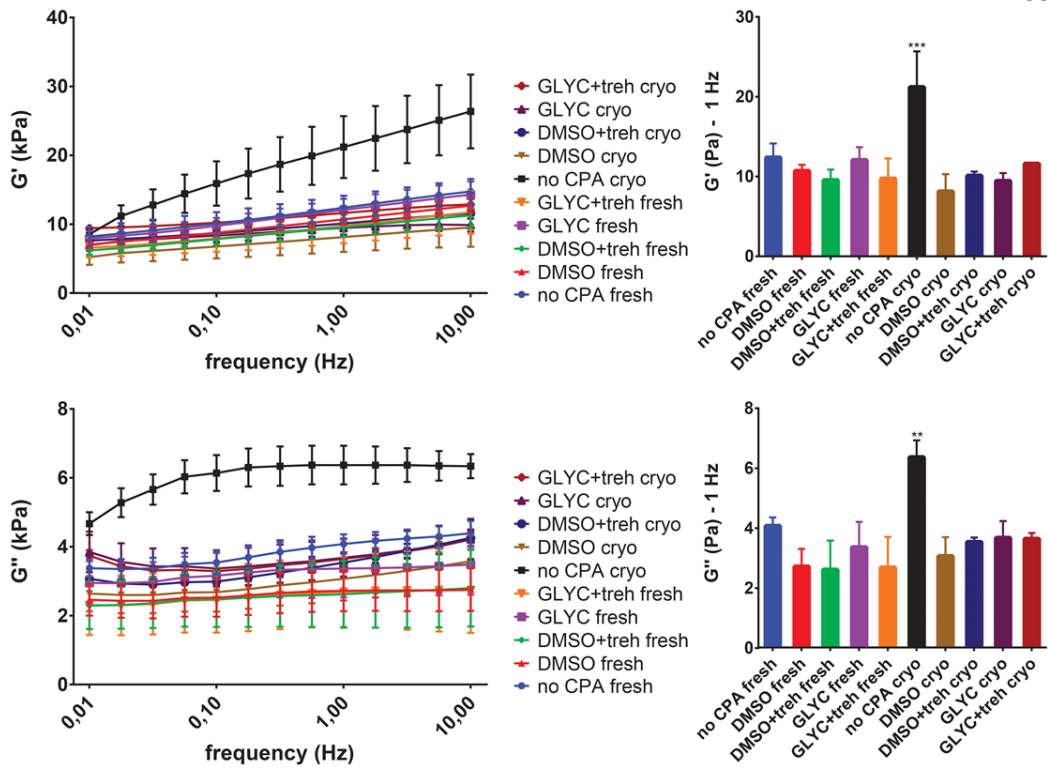 40
30
20
10
0
G' (kPa)
0,01
0,10
1,00
10,00
frequency (Hz)
GLYC+treh cryo
GLYC cryo
DMSO+treh cryo
DMSO cryo
no CPA cryo
GLYC+treh fresh
GLYC fresh
DMSO+treh fresh
DMSO fresh
no CPA fresh
30
20
10
0
G' (Pa) - 1 Hz
***
no CPA fresh
DMSO fresh
DMSO+treh fresh
GLYC fresh
GLYC+treh fresh
no CPA cryo
DMSO cryo
DMSO+treh cryo
GLYC cryo
GLYC+treh cryo
8
6
4
2
0
G'' (kPa)
0,01
0,10
1,00
10,00
frequency (Hz)
GLYC+treh cryo
GLYC cryo
DMSO+treh cryo
DMSO cryo
no CPA cryo
GLYC+treh fresh
GLYC fresh
DMSO+treh fresh
DMSO fresh
no CPA fresh
8
6
4
2
0
G'' (Pa) - 1 Hz
**
no CPA fresh
DMSO fresh
DMSO+treh fresh
GLYC fresh
GLYC+treh fresh
no CPA cryo
DMSO cryo
DMSO+treh cryo
GLYC cryo
GLYC+treh cryo